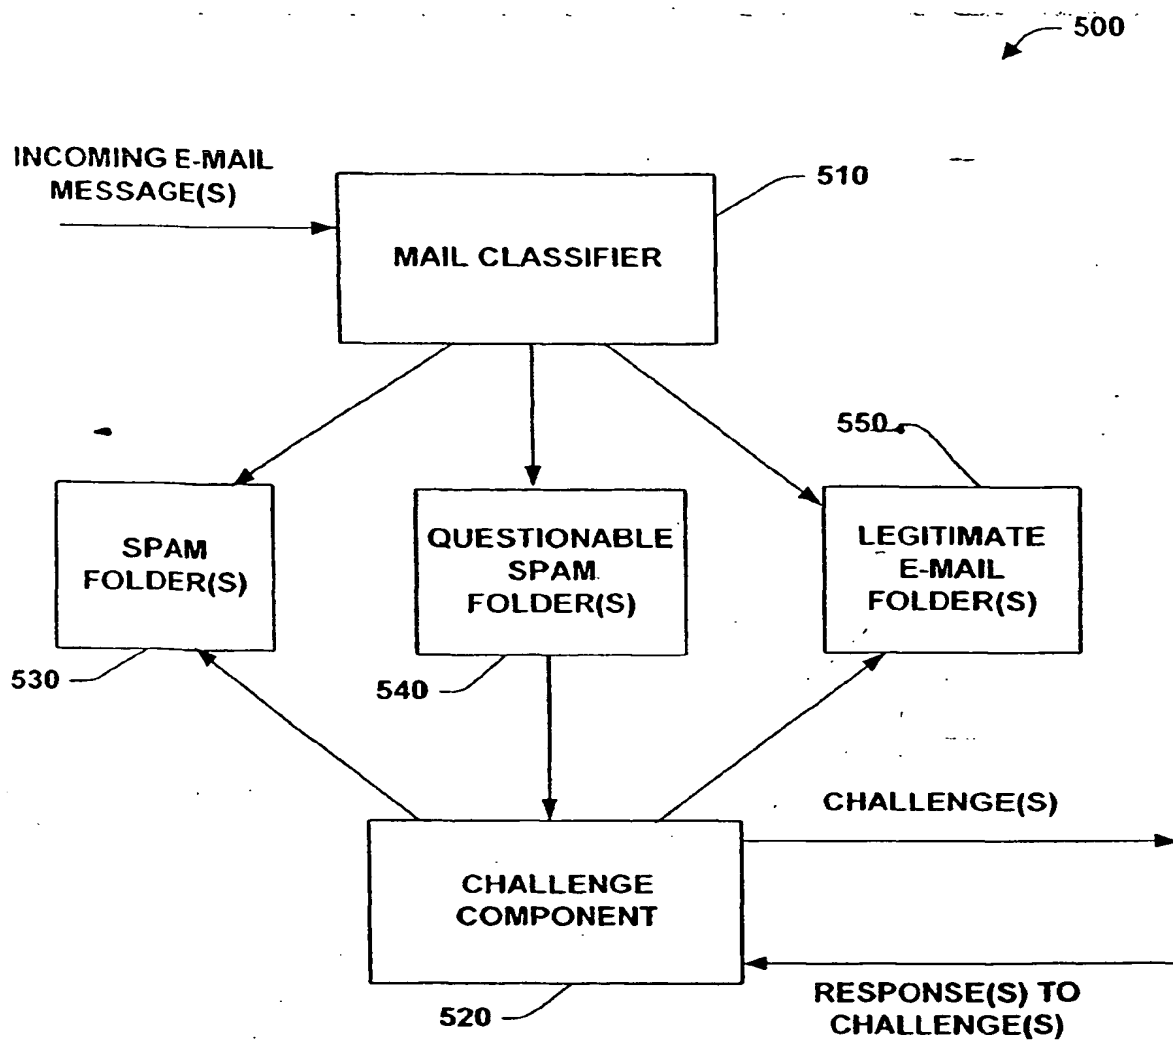 500
INCOMING E-MAIL
MESSAGE(S)
510
MAIL CLASSIFIER
550
SPAM
FOLDER(S)
QUESTIONABLE
SPAM
FOLDER(S)
LEGITIMATE
E-MAIL
FOLDER(S)
530
540
CHALLENGE(S)
CHALLENGE
COMPONENT
520
RESPONSE(S) TO
CHALLENGE(S)